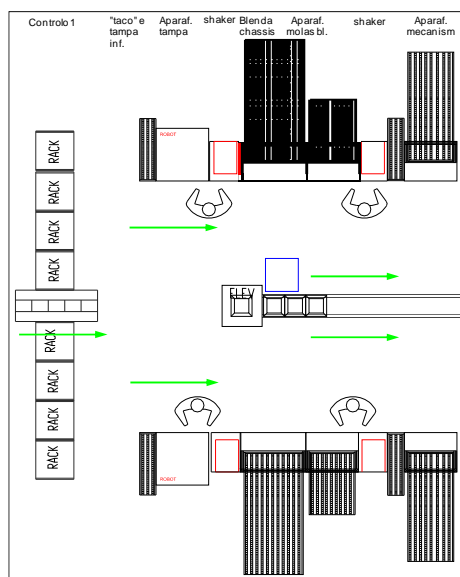 Controlo 1
"taco" e
tampa
inf.
Aparaf.
tampa
shaker
Blenda
chassis
Aparaf.
molas bl.
shaker
Aparaf.
mecanism
ROBOT
RACK
RACK
RACK
RACK
ELEV
RACK
RACK
RACK
RACK
ROBOT